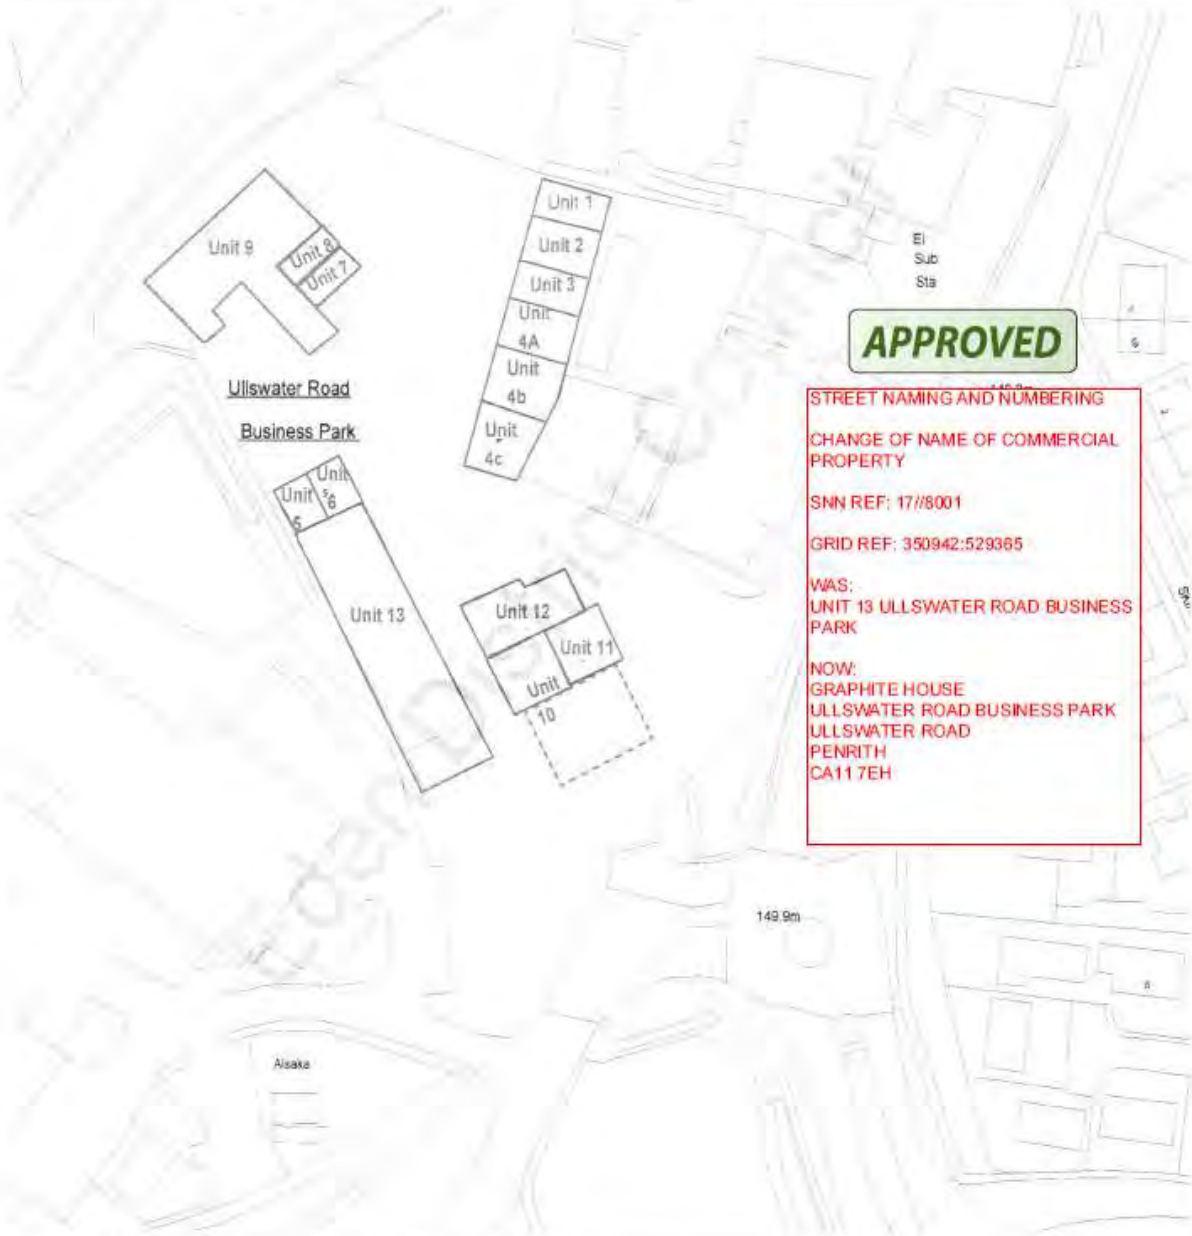 Unit 1
Unit 2
Unit 3
Unit
4A
Unit
4b
Unit
4c
Unit 9
Unit 8
Unit 7
El
Sub
Sta
APPROVED
Ullswater Road
Business Park
STREET NAMING AND NUMBERING
CHANGE OF NAME OF COMMERCIAL
PROPERTY
SNN REF: 17//8001
GRID REF: 350942:529365
WAS:
UNIT 13 ULLSWATER ROAD BUSINESS
PARK
NOW:
GRAPHITE HOUSE
ULLSWATER ROAD BUSINESS PARK
ULLSWATER ROAD
PENRITH
CA11 7EH
Unit
5
Unit
6
Unit 13
Unit 12
Unit 11
Unit
10
149.9m
Alsaka
Eden District Council